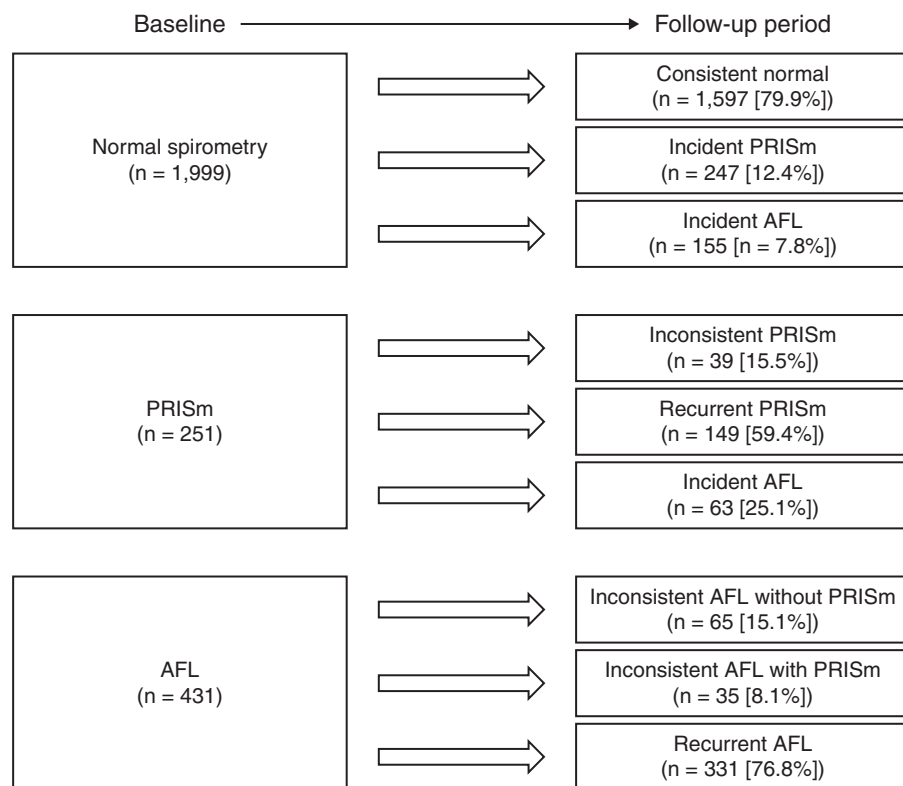 Baseline
Follow-up period
Normal spirometry
(n = 1,999)
Consistent normal
(n = 1,597 [79.9%])
Incident PRISm
(n = 247 [12.4%])
Incident AFL
(n = 155 [n = 7.8%])
PRISm
(n = 251)
Inconsistent PRISm
(n = 39 [15.5%])
Recurrent PRISm
(n = 149 [59.4%])
Incident AFL
(n = 63 [25.1%])
AFL
(n = 431)
Inconsistent AFL without PRISm
(n = 65 [15.1%])
Inconsistent AFL with PRISm
(n = 35 [8.1%])
Recurrent AFL
(n = 331 [76.8%])